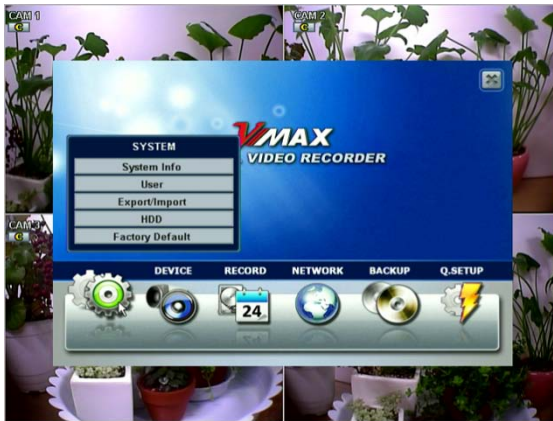 CAM 1
C
CAM 2
C
VMAX
VIDEO RECORDER
SYSTEM
System Info
User
Export/Import
HDD
Factory Default
CAM 3
C
DEVICE
RECORD
NETWORK
BACKUP
Q.SETUP
24